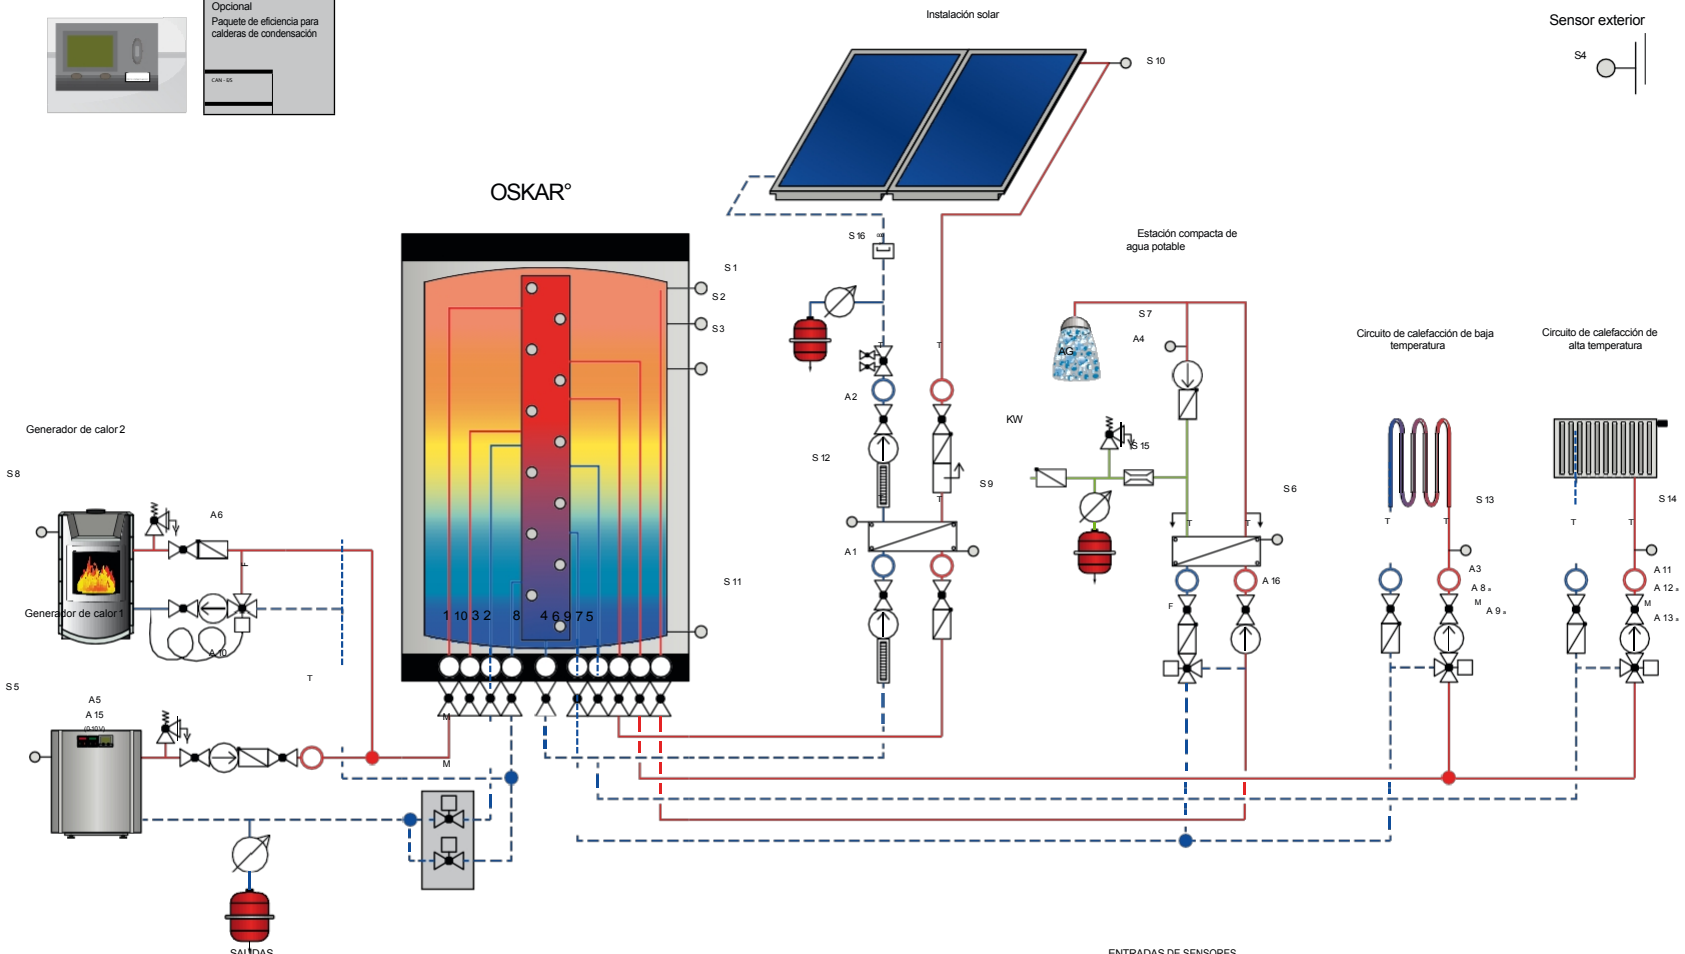 Opcional
Paquete de eficiencia para
calderas de condensación
CAN - ES
Instalación solar
Sensor exterior
S4
S 10
OSKAR°
S 16
Estación compacta de
agua potable
S 1
S 2
S 3
S 7
A4
AG
T
T
Circuito de calefacción de baja
temperatura
Circuito de calefacción de
alta temperatura
A 2
KW
Generador de calor 2
S 15
S 12
S 8
S 9
S 6
S 13
S 14
A 6
T
T
T
T
T
T
T
T
A 1
F
A3
A 11
S 11
A 16
A 8 a
A 12 a
Generador de calor 1
1 10 3 2 8 4 6 9 7 5
F
M
A 9 a
M
A 13 a
A 10
T
S 5
A5
A 15
(0-10V)
M
M
SALIDAS
ENTRADAS DE SENSORES